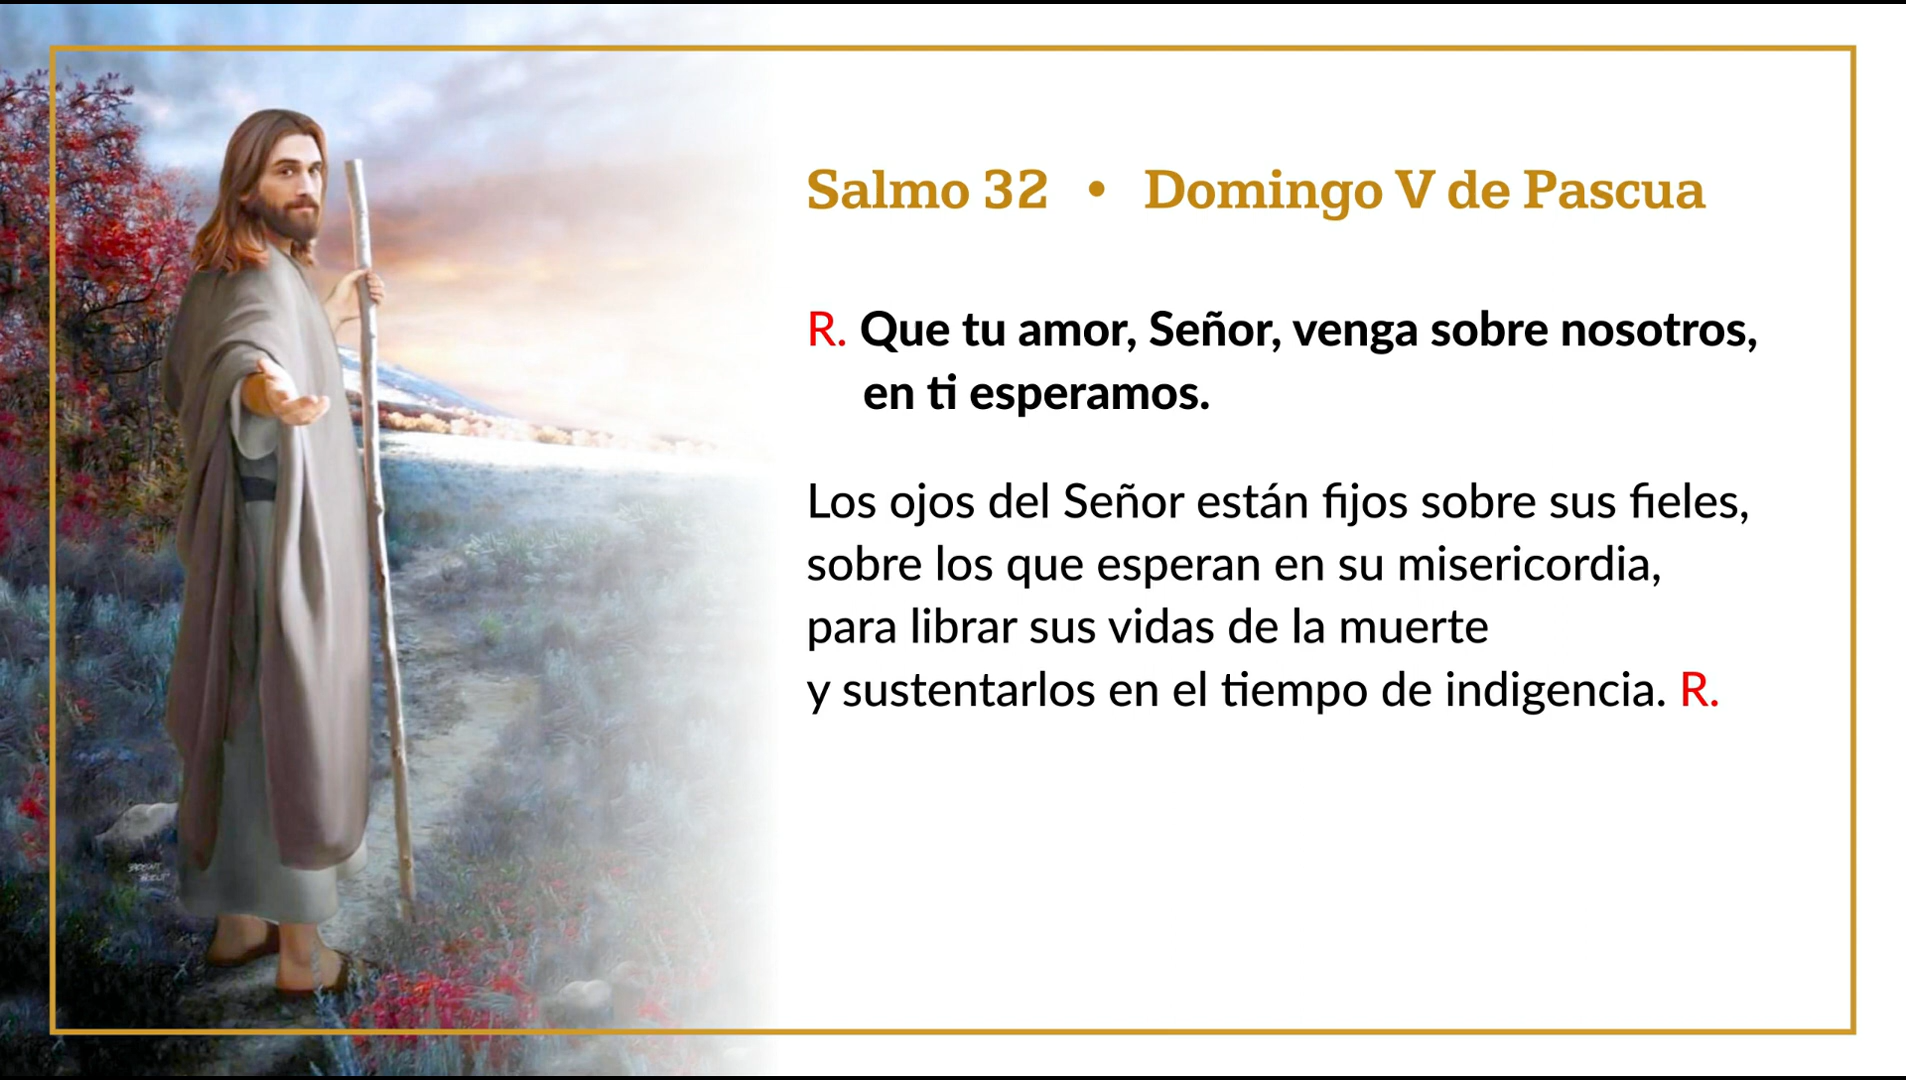 Salmo 32 • Domingo V de Pascua
R. Que tu amor, Señor, venga sobre nosotros,
en ti esperamos.
Los ojos del Señor están fijos sobre sus fieles,
sobre los que esperan en su misericordia,
para librar sus vidas de la muerte
y sustentarlos en el tiempo de indigencia. R.